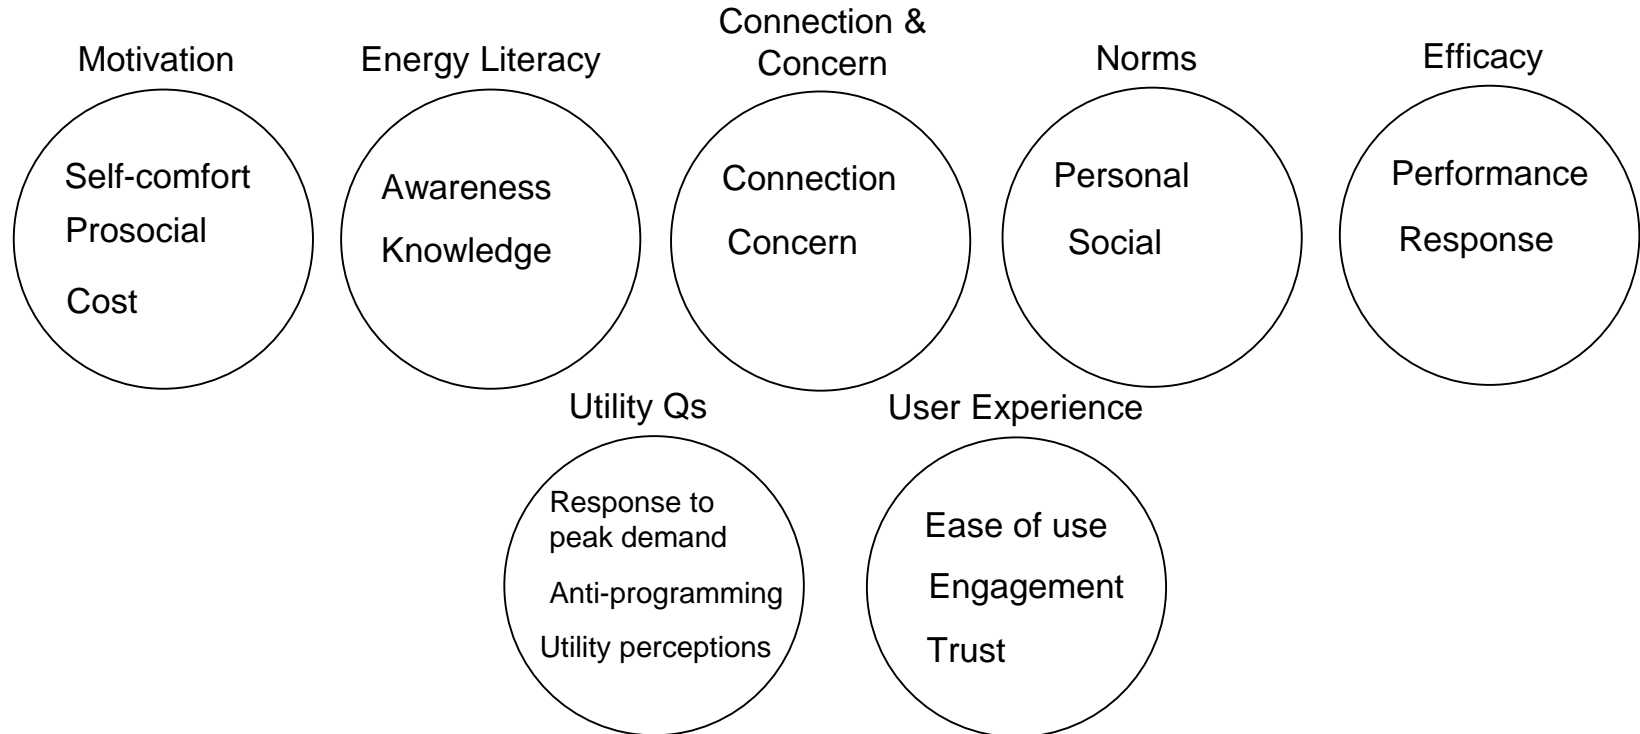 Motivation
Self-comfort
Prosocial
Cost
Energy Literacy
Awareness
Knowledge
Connection &
Concern
Connection
Concern
Norms
Personal
Social
Efficacy
Performance
Response
Utility Qs
Response to
peak demand
Anti-programming
Utility perceptions
User Experience
Ease of use
Engagement
Trust